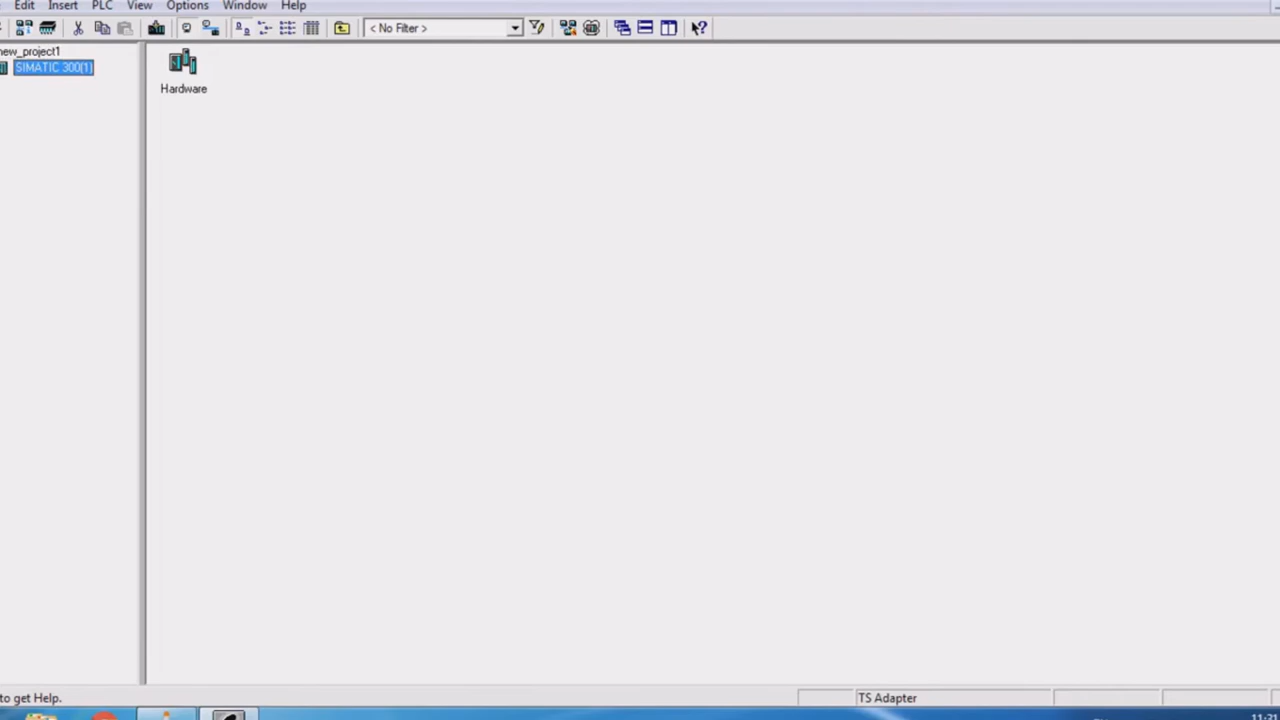 Edit Insert PLC View Options Window Help
< No Filter >
new_project1
SIMATIC 300(1)
Hardware
to get Help.
TS Adapter